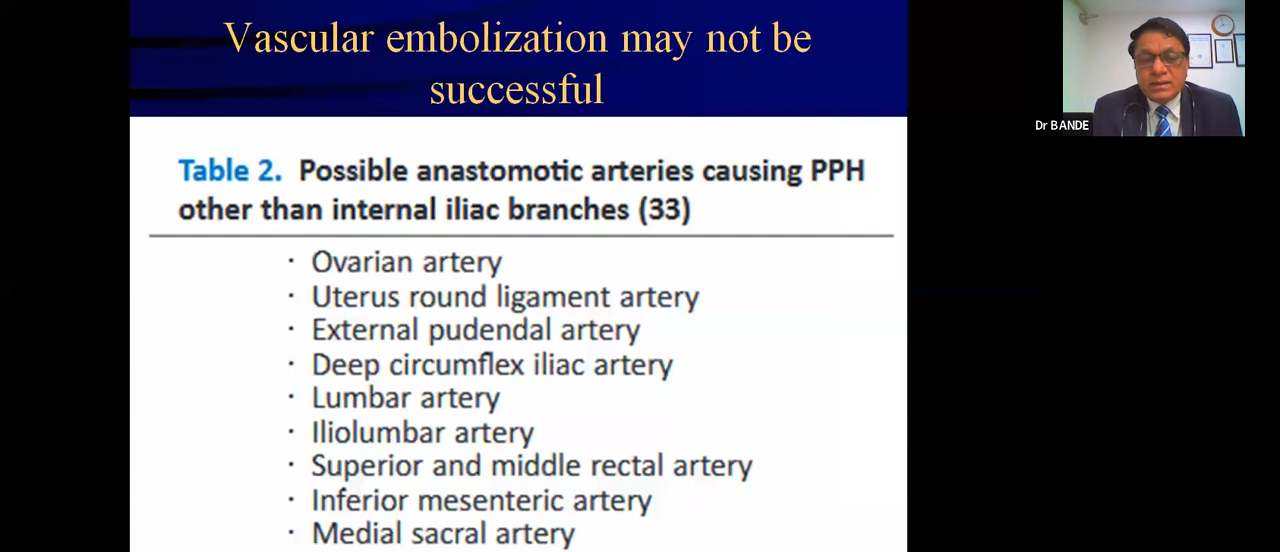 Vascular embolization may not be
successful
Table 2. Possible anastomotic arteries causing PPH
other than internal iliac branches (33)
· Ovarian artery
· Uterus round ligament artery
· External pudendal artery
· Deep circumflex iliac artery
· Lumbar artery
· Iliolumbar artery
· Superior and middle rectal artery
· Inferior mesenteric artery
· Medial sacral artery
Dr BANDE